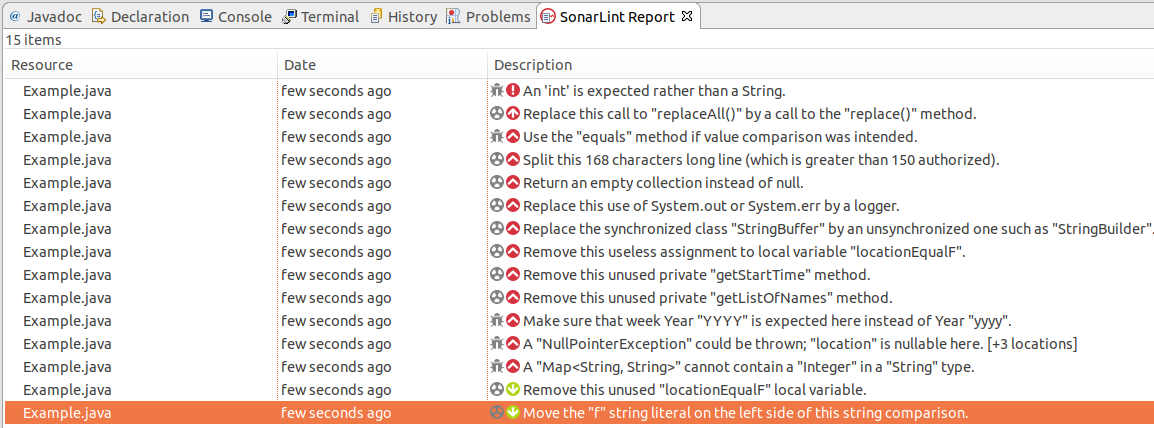 @ Javadoc Declaration Console Terminal History Problems SonarLint Report
15 items
Resource Date Description
Example.java few seconds ago An 'int' is expected rather than a String.
Example.java few seconds ago Replace this call to "replaceAll()" by a call to the "replace()" method.
Example.java few seconds ago Use the "equals" method if value comparison was intended.
Example.java few seconds ago Split this 168 characters long line (which is greater than 150 authorized).
Example.java few seconds ago Return an empty collection instead of null.
Example.java few seconds ago Replace this use of System.out or System.err by a logger.
Example.java few seconds ago Replace the synchronized class "StringBuffer" by an unsynchronized one such as "StringBuilder".
Example.java few seconds ago Remove this useless assignment to local variable "locationEqualF".
Example.java few seconds ago Remove this unused private "getStartTime" method.
Example.java few seconds ago Remove this unused private "getListOfNames" method.
Example.java few seconds ago Make sure that week Year "YYYY" is expected here instead of Year "yyyy".
Example.java few seconds ago A "NullPointerException" could be thrown; "location" is nullable here. [+3 locations]
Example.java few seconds ago A "Map<String, String>" cannot contain a "Integer" in a "String" type.
Example.java few seconds ago Remove this unused "locationEqualF" local variable.
Example.java few seconds ago Move the "f" string literal on the left side of this string comparison.